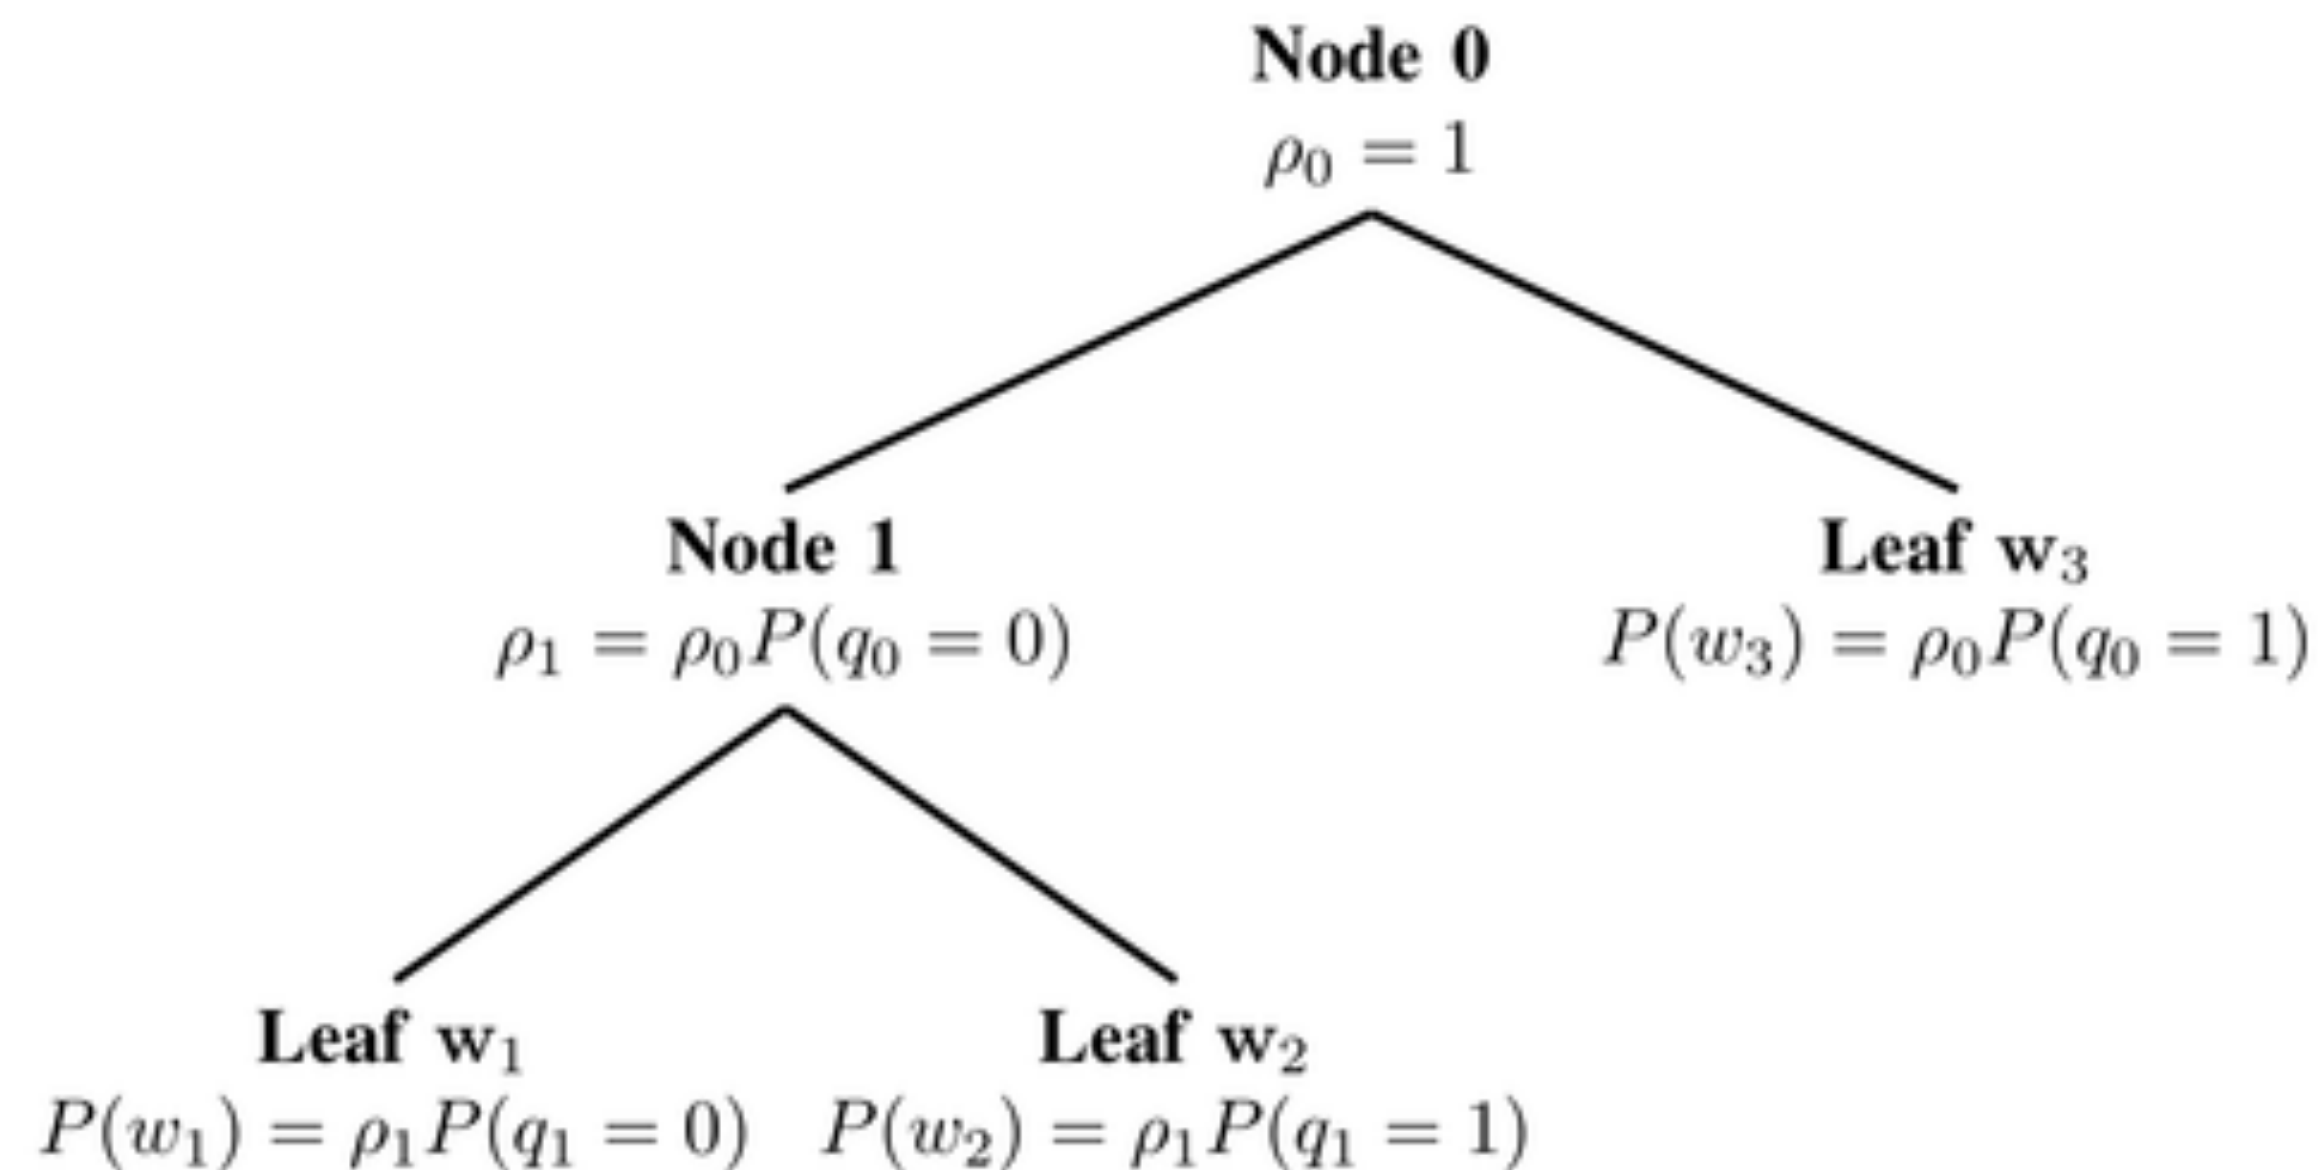 Node 0
ρ₀ = 1
Node 1
ρ₁ = ρ₀P(q₀ = 0)
Leaf w₃
P(w₃) = ρ₀P(q₀ = 1)
Leaf w₁
P(w₁) = ρ₁P(q₁ = 0)
Leaf w₂
P(w₂) = ρ₁P(q₁ = 1)